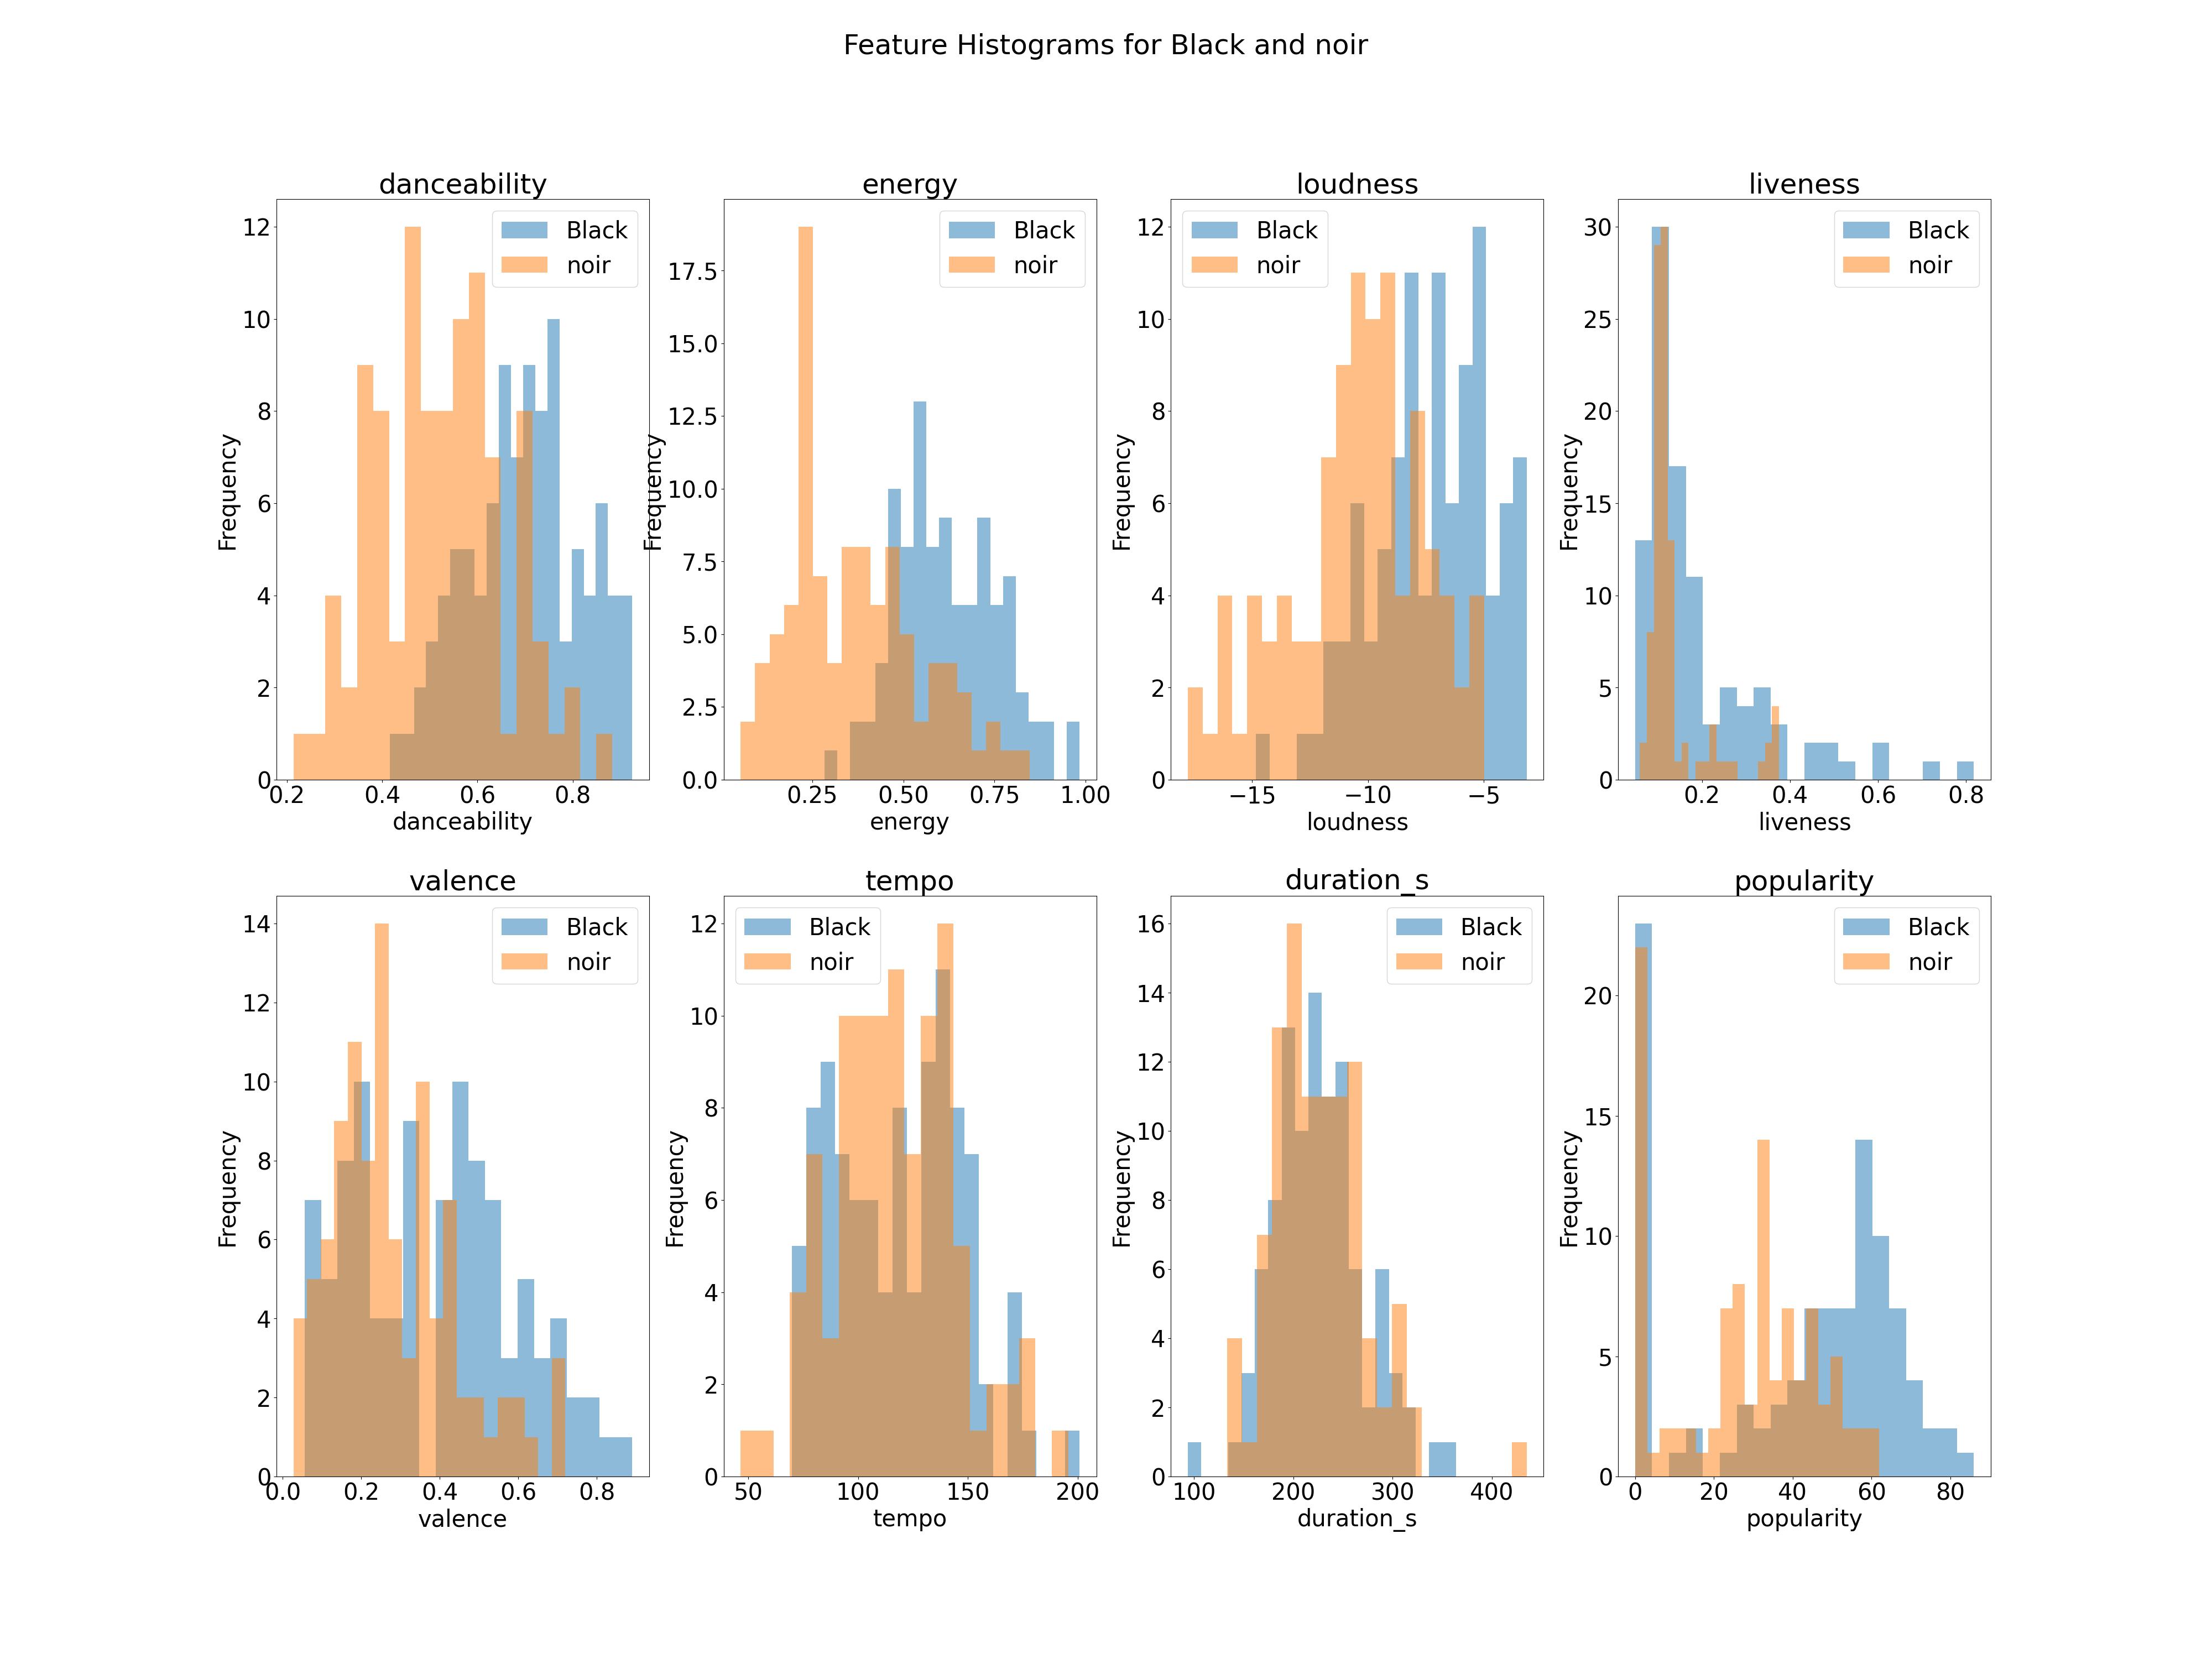 Feature Histograms for Black and noir
danceability
Black
noir
12
10
8
6
4
2
0
Frequency
0.2 0.4 0.6 0.8
danceability
energy
Black
noir
17.5
15.0
12.5
10.0
7.5
5.0
2.5
0.0
Frequency
0.25 0.50 0.75 1.00
energy
loudness
Black
noir
12
10
8
6
4
2
0
Frequency
−15 −10 −5
loudness
liveness
Black
noir
30
25
20
15
10
5
0
Frequency
0.2 0.4 0.6 0.8
liveness
valence
Black
noir
14
12
10
8
6
4
2
0
Frequency
0.0 0.2 0.4 0.6 0.8
valence
tempo
Black
noir
12
10
8
6
4
2
0
Frequency
50 100 150 200
tempo
duration_s
Black
noir
16
14
12
10
8
6
4
2
0
Frequency
100 200 300 400
duration_s
popularity
Black
noir
20
15
10
5
0
Frequency
0 20 40 60 80
popularity